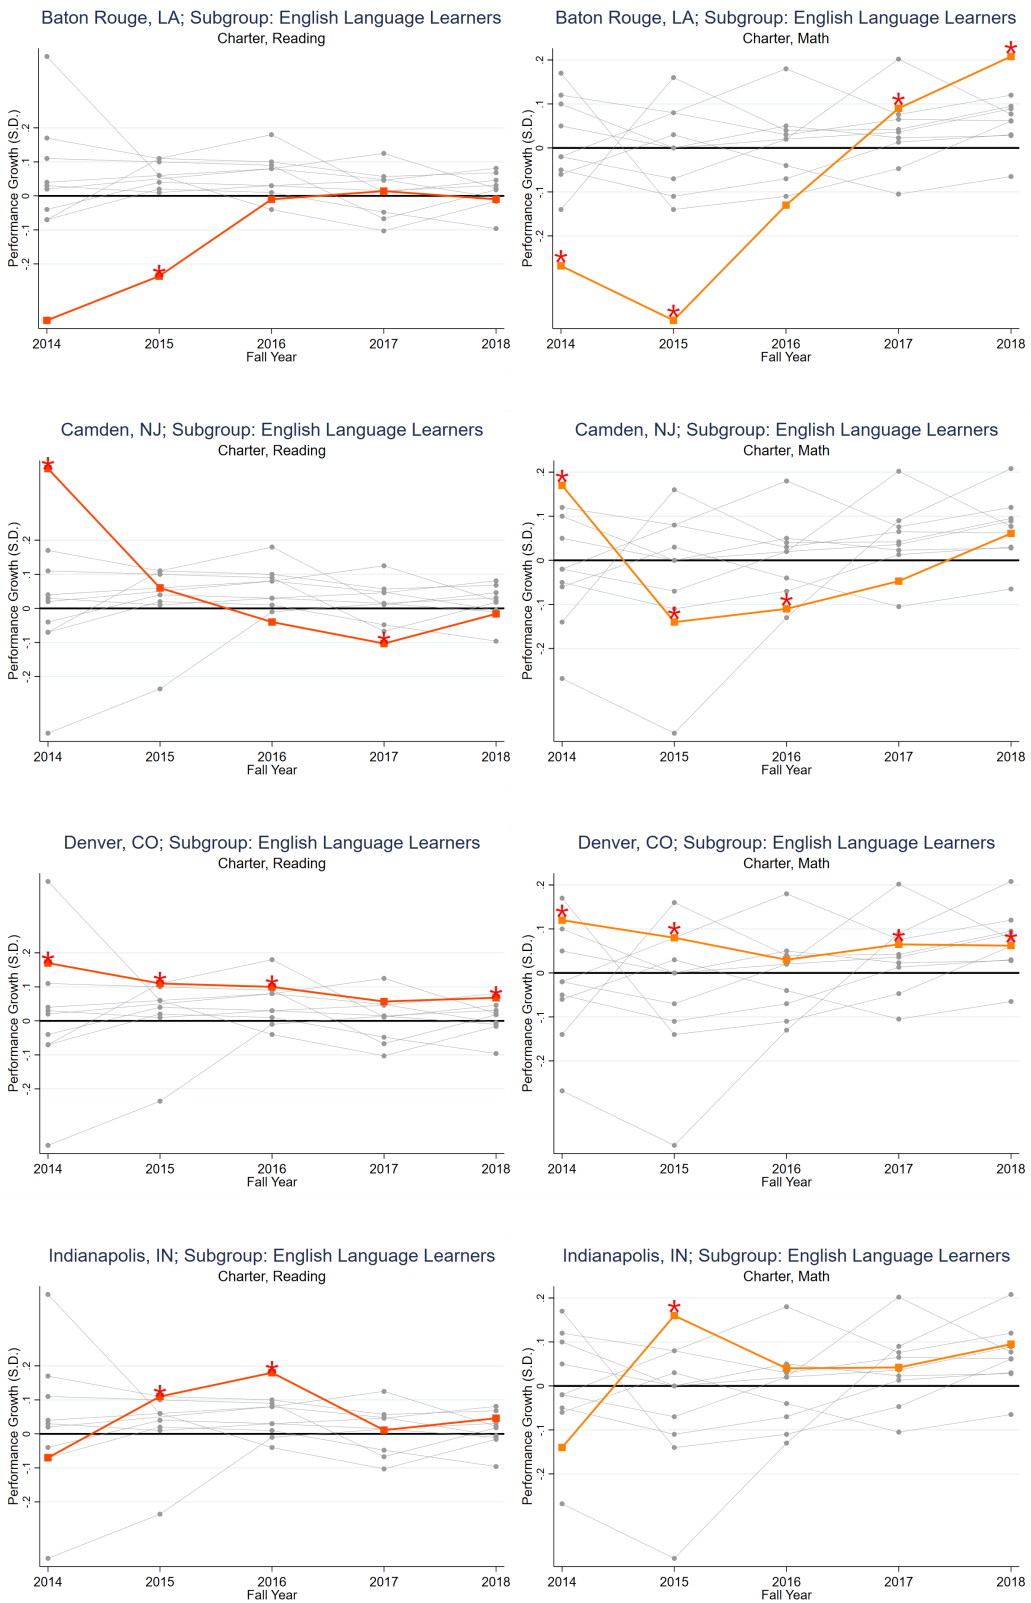 Baton Rouge, LA; Subgroup: English Language Learners
Charter, Reading
Performance Growth (S.D.)
.2
.1
0
-.1
-.2
2014 2015 2016 2017 2018
Fall Year
Baton Rouge, LA; Subgroup: English Language Learners
Charter, Math
Performance Growth (S.D.)
.2
.1
0
-.1
-.2
2014 2015 2016 2017 2018
Fall Year
Camden, NJ; Subgroup: English Language Learners
Charter, Reading
Performance Growth (S.D.)
.2
.1
0
-.1
-.2
2014 2015 2016 2017 2018
Fall Year
Camden, NJ; Subgroup: English Language Learners
Charter, Math
Performance Growth (S.D.)
.2
.1
0
-.1
-.2
2014 2015 2016 2017 2018
Fall Year
Denver, CO; Subgroup: English Language Learners
Charter, Reading
Performance Growth (S.D.)
.2
.1
0
-.1
-.2
2014 2015 2016 2017 2018
Fall Year
Denver, CO; Subgroup: English Language Learners
Charter, Math
Performance Growth (S.D.)
.2
.1
0
-.1
-.2
2014 2015 2016 2017 2018
Fall Year
Indianapolis, IN; Subgroup: English Language Learners
Charter, Reading
Performance Growth (S.D.)
.2
.1
0
-.1
-.2
2014 2015 2016 2017 2018
Fall Year
Indianapolis, IN; Subgroup: English Language Learners
Charter, Math
Performance Growth (S.D.)
.2
.1
0
-.1
-.2
2014 2015 2016 2017 2018
Fall Year